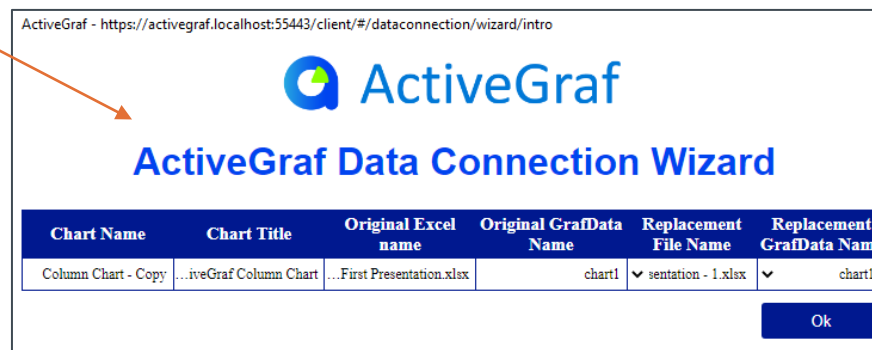 ActiveGraf - https://activegraf.localhost:55443/client/#/dataconnection/wizard/intro
ActiveGraf
ActiveGraf Data Connection Wizard
Chart Name Chart Title Original Excel name Original GrafData Name Replacement File Name Replacement GrafData Nam
Column Chart - Copy ...iveGraf Column Chart ...First Presentation.xlsx chart1 sentation - 1.xlsx chart1
Ok